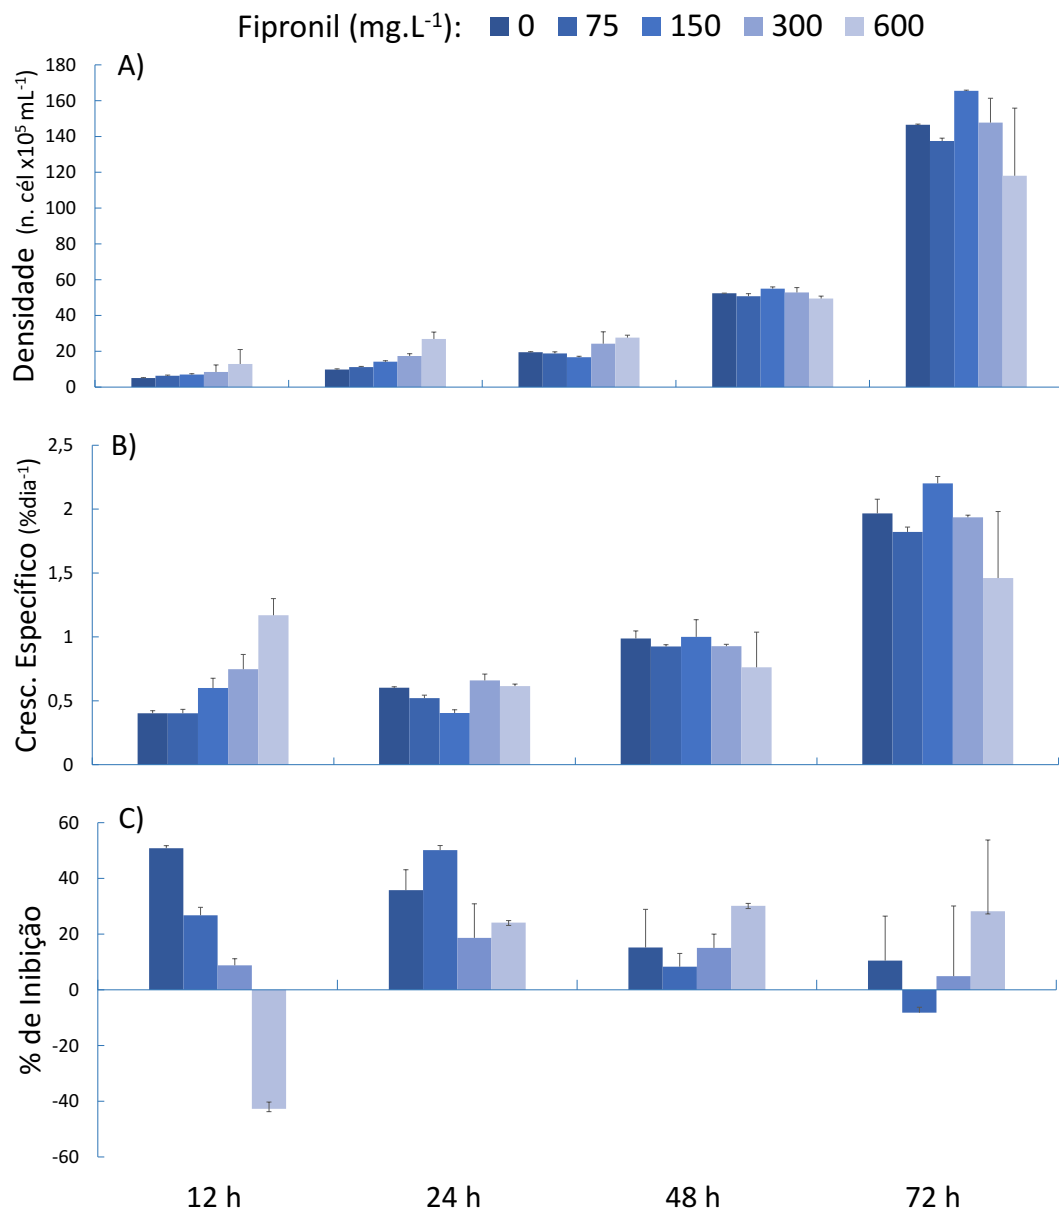 Fipronil (mg.L⁻¹): 0 75 150 300 600
A)
Densidade (n. cél x10⁵ mL⁻¹)
180
160
140
120
100
80
60
40
20
0
B)
Cresc. Específico (%dia⁻¹)
2,5
2
1,5
1
0,5
0
C)
% de Inibição
60
40
20
0
-20
-40
-60
12 h 24 h 48 h 72 h